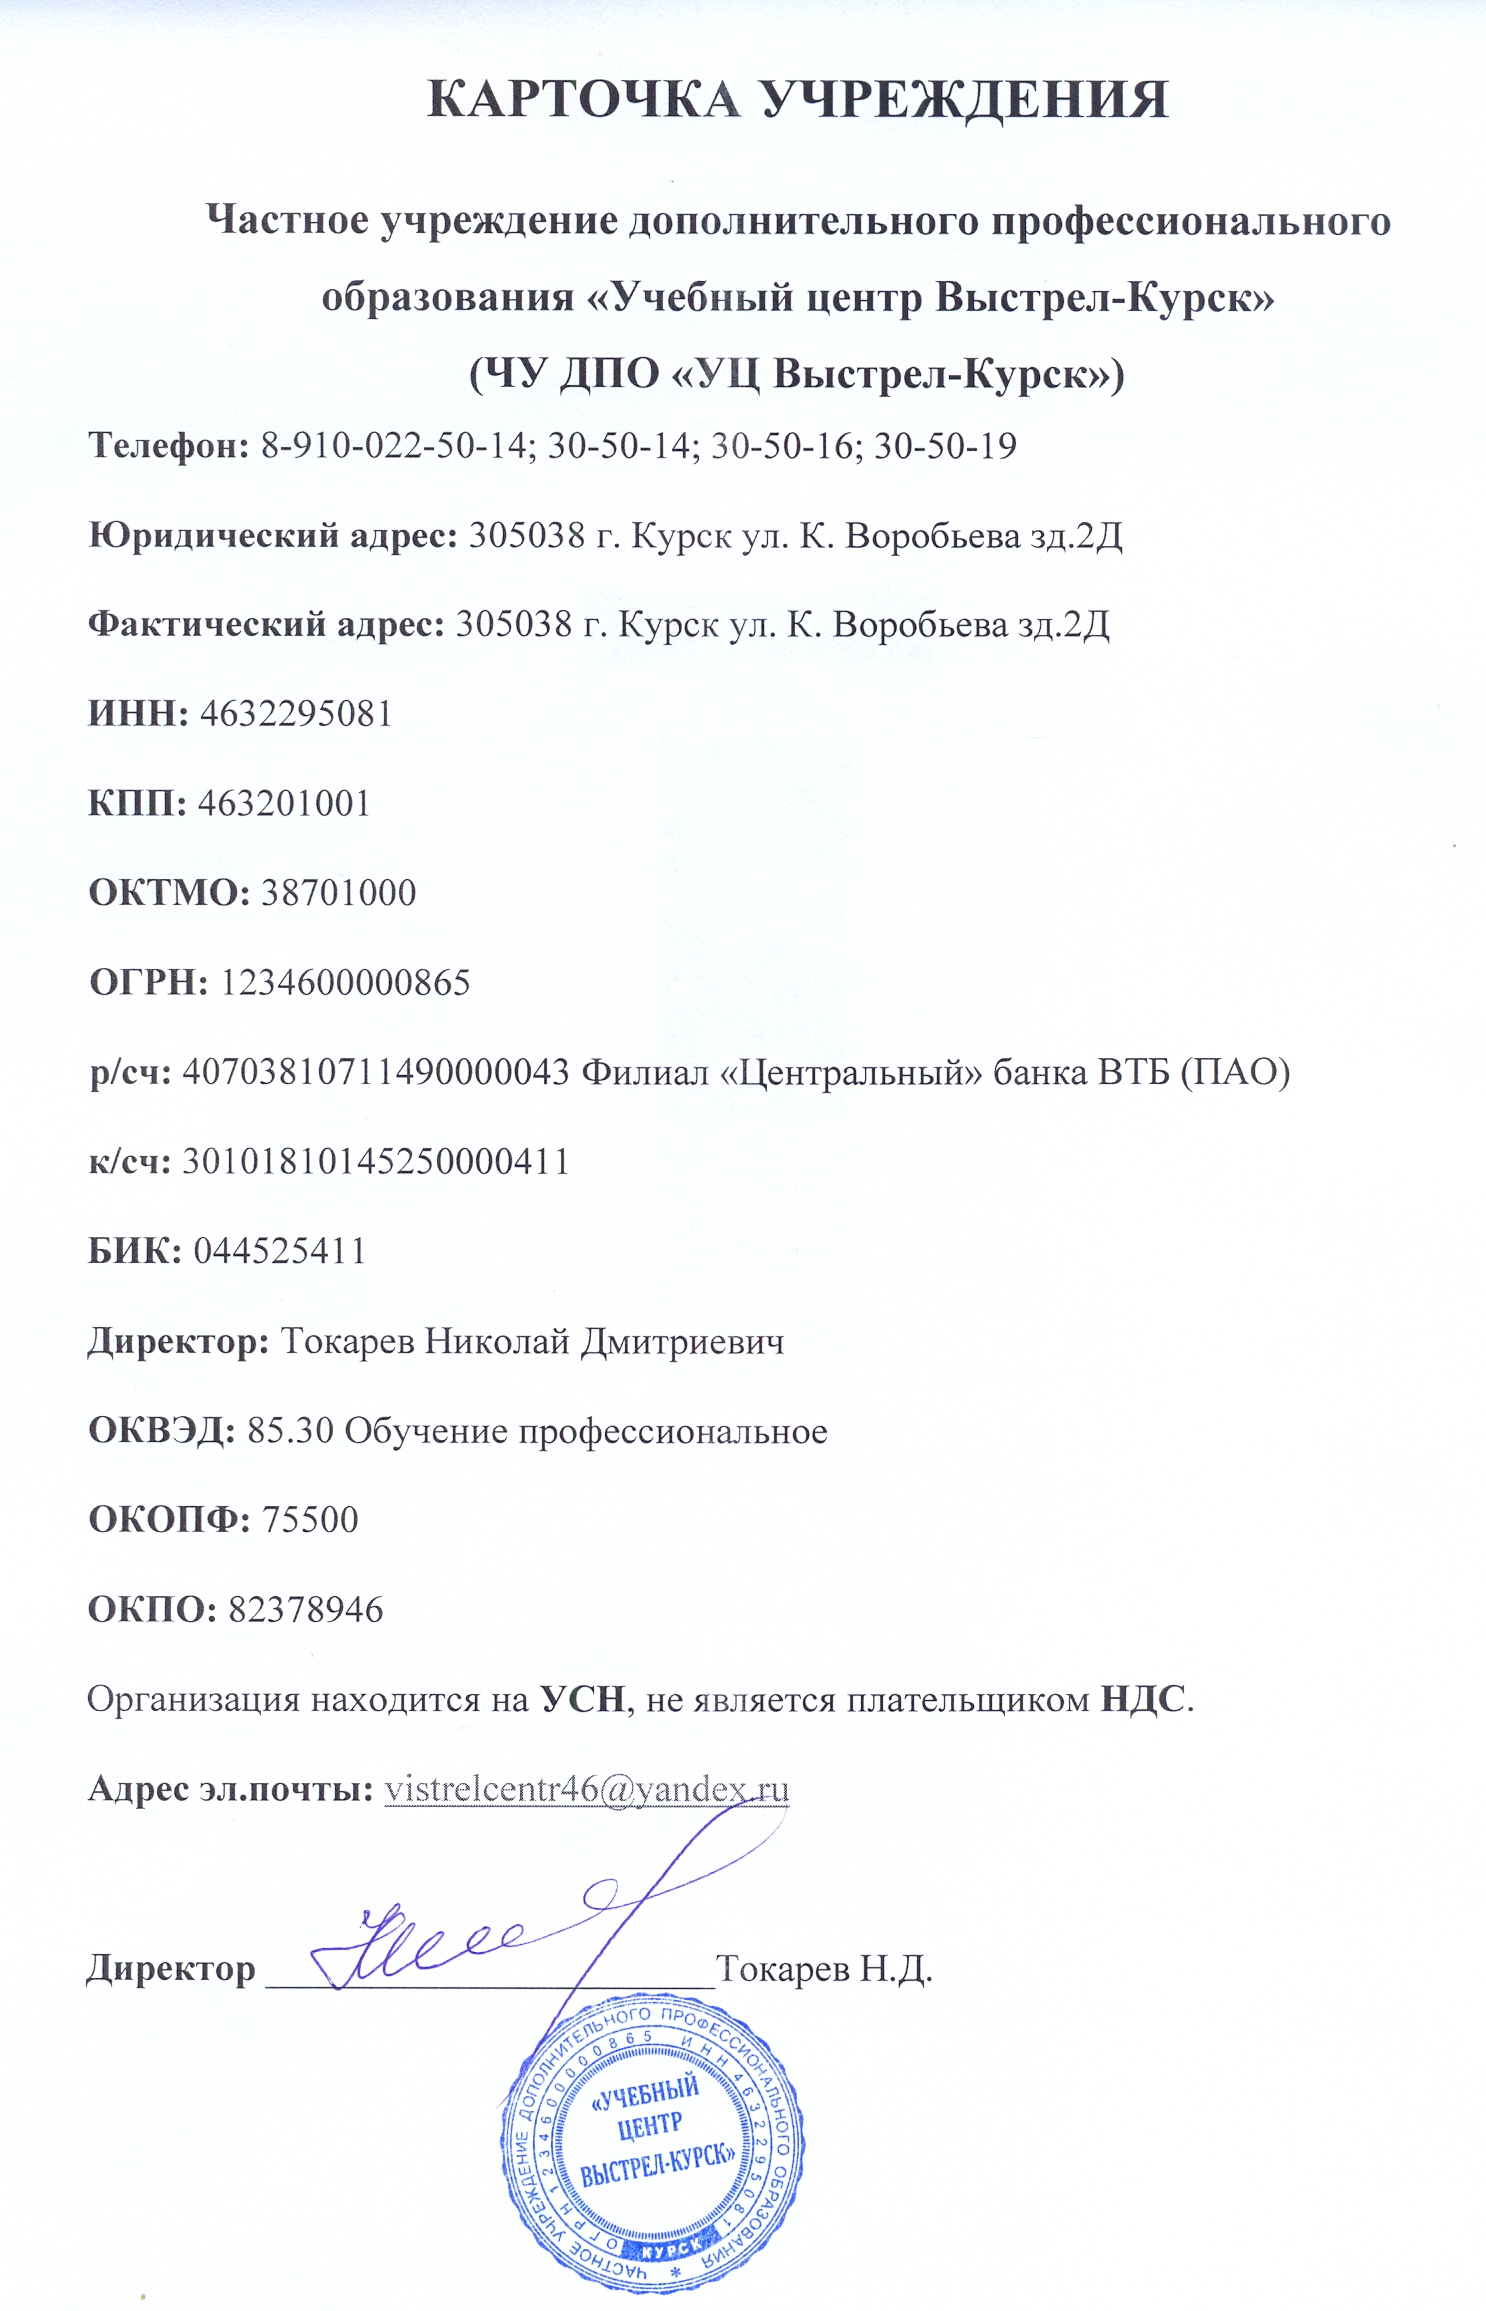 КАРТОЧКА УЧРЕЖДЕНИЯ
Частное учреждение дополнительного профессионального
образования «Учебный центр Выстрел-Курск»
(ЧУ ДПО «УЦ Выстрел-Курск»)
Телефон: 8-910-022-50-14; 30-50-14; 30-50-16; 30-50-19
Юридический адрес: 305038 г. Курск ул. К. Воробьева зд.2Д
Фактический адрес: 305038 г. Курск ул. К. Воробьева зд.2Д
ИНН: 4632295081
КПП: 463201001
ОКТМО: 38701000
ОГРН: 1234600000865
р/сч: 40703810711490000043 Филиал «Центральный» банка ВТБ (ПАО)
к/сч: 30101810145250000411
БИК: 044525411
Директор: Токарев Николай Дмитриевич
ОКВЭД: 85.30 Обучение профессиональное
ОКОПФ: 75500
ОКПО: 82378946
Организация находится на УСН, не является плательщиком НДС.
Адрес эл.почты: vistrelcentr46@yandex.ru
Директор Токарев Н.Д.
ЧАСТНОЕ УЧРЕЖДЕНИЕ ДОПОЛНИТЕЛЬНОГО ПРОФЕССИОНАЛЬНОГО ОБРАЗОВАНИЯ *
ОГРН 1234600000865 ИНН 4632295081
«УЧЕБНЫЙ
ЦЕНТР
ВЫСТРЕЛ-КУРСК»
КУРСК